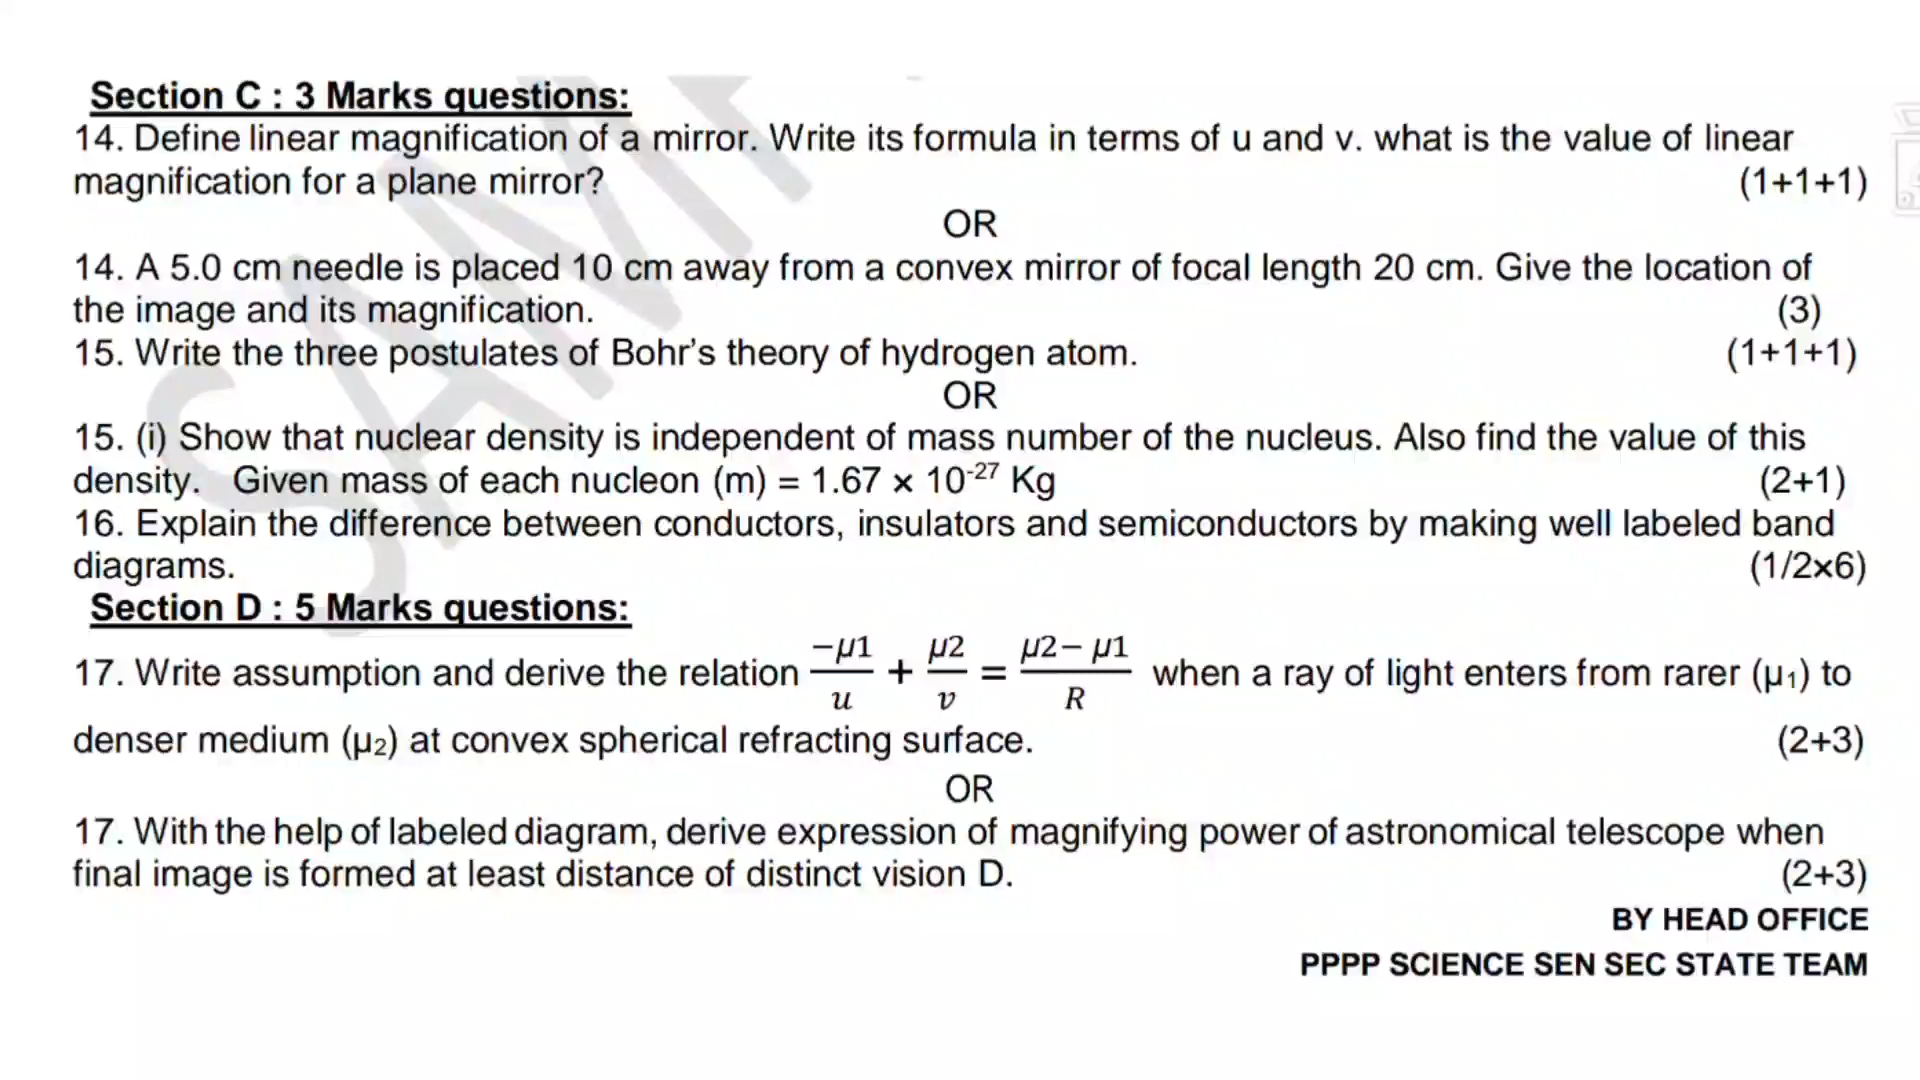 Section C : 3 Marks questions:
14. Define linear magnification of a mirror. Write its formula in terms of u and v. what is the value of linear
magnification for a plane mirror? (1+1+1)
OR
14. A 5.0 cm needle is placed 10 cm away from a convex mirror of focal length 20 cm. Give the location of
the image and its magnification. (3)
15. Write the three postulates of Bohr's theory of hydrogen atom. (1+1+1)
OR
15. (i) Show that nuclear density is independent of mass number of the nucleus. Also find the value of this
density. Given mass of each nucleon (m) = 1.67 × 10⁻²⁷ Kg (2+1)
16. Explain the difference between conductors, insulators and semiconductors by making well labeled band
diagrams. (1/2×6)
Section D : 5 Marks questions:
17. Write assumption and derive the relation −μ1/u + μ2/v = μ2− μ1/R when a ray of light enters from rarer (μ₁) to
denser medium (μ₂) at convex spherical refracting surface. (2+3)
OR
17. With the help of labeled diagram, derive expression of magnifying power of astronomical telescope when
final image is formed at least distance of distinct vision D. (2+3)
BY HEAD OFFICE
PPPP SCIENCE SEN SEC STATE TEAM